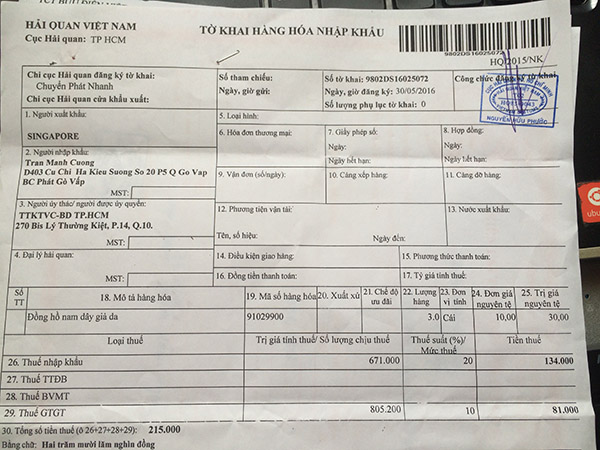 HẢI QUAN VIỆT NAM
Cục Hải quan: TP HCM
TỜ KHAI HÀNG HÓA NHẬP KHẨU
9802DS16025072
HQ 2015/NK
Chi cục Hải quan đăng ký tờ khai:
Chuyển Phát Nhanh
Chi cục Hải quan cửa khẩu xuất:
Số tham chiếu:
Ngày, giờ gửi:
Số tờ khai: 9802DS16025072
Ngày, giờ đăng ký: 30/05/2016
Số lượng phụ lục tờ khai: 0
Công chức đăng ký tờ khai
NGUYỄN HỮU PHƯỚC
1. Người xuất khẩu:
SINGAPORE
5. Loại hình:
6. Hóa đơn thương mại:
7. Giấy phép số:
Ngày:
Ngày hết hạn:
8. Hợp đồng:
Ngày:
Ngày hết hạn:
2. Người nhập khẩu:
Tran Manh Cuong
D403 Cu Chi Ha Kieu Suong So 20 P5 Q Go Vap
BC Phát Gò Vấp
MST:
9. Vận đơn (số/ngày):
10. Cảng xếp hàng:
11. Cảng dỡ hàng:
3. Người ủy thác/ người được ủy quyền:
TTKTVC-BD TP.HCM
270 Bis Lý Thường Kiệt, P.14, Q.10.
MST:
12. Phương tiện vận tải:
Tên, số hiệu:
Ngày đến:
13. Nước xuất khẩu:
4. Đại lý hải quan:
MST:
14. Điều kiện giao hàng:
15. Phương thức thanh toán:
16. Đồng tiền thanh toán:
17. Tỷ giá tính thuế:
Số TT
18. Mô tả hàng hóa
19. Mã số hàng hóa
20. Xuất xứ
21. Chế độ ưu đãi
22. Lượng hàng
23. Đơn vị tính
24. Đơn giá nguyên tệ
25. Trị giá nguyên tệ
Đồng hồ nam dây giả da
91029900
3.0
Cái
10,00
30,00
Loại thuế
Trị giá tính thuế/ Số lượng chịu thuế
Thuế suất (%)/ Mức thuế
Tiền thuế
26. Thuế nhập khẩu
671.000
20
134.000
27. Thuế TTĐB
28. Thuế BVMT
29. Thuế GTGT
805.200
10
81.000
30. Tổng số tiền thuế (ô 26+27+28+29): 215.000
Bằng chữ: Hai trăm mười lăm nghìn đồng
ubu